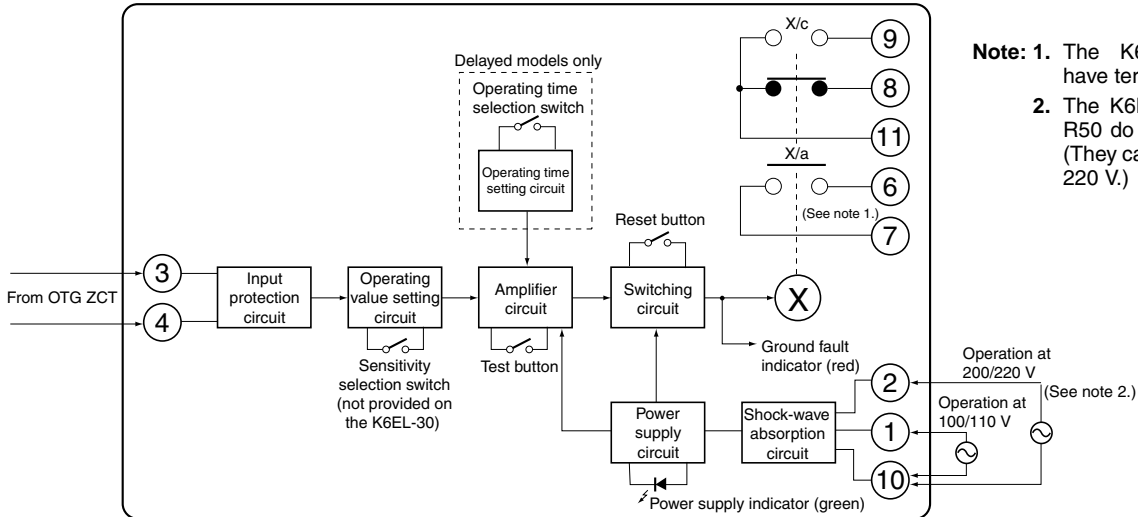 X/c
9
Delayed models only
Operating time
selection switch
8
11
Operating time
setting circuit
X/a
6
(See note 1.)
7
Reset button
3
4
From OTG ZCT
Input
protection
circuit
Operating
value setting
circuit
Amplifier
circuit
Switching
circuit
X
Sensitivity
selection switch
(not provided on
the K6EL-30)
Test button
Ground fault
indicator (red)
Power
supply
circuit
Shock-wave
absorption
circuit
2
1
10
Operation at
200/220 V
(See note 2.)
Operation at
100/110 V
Power supply indicator (green)
Note: 1. The K6
have ter
2. The K6
R50 do
(They ca
220 V.)